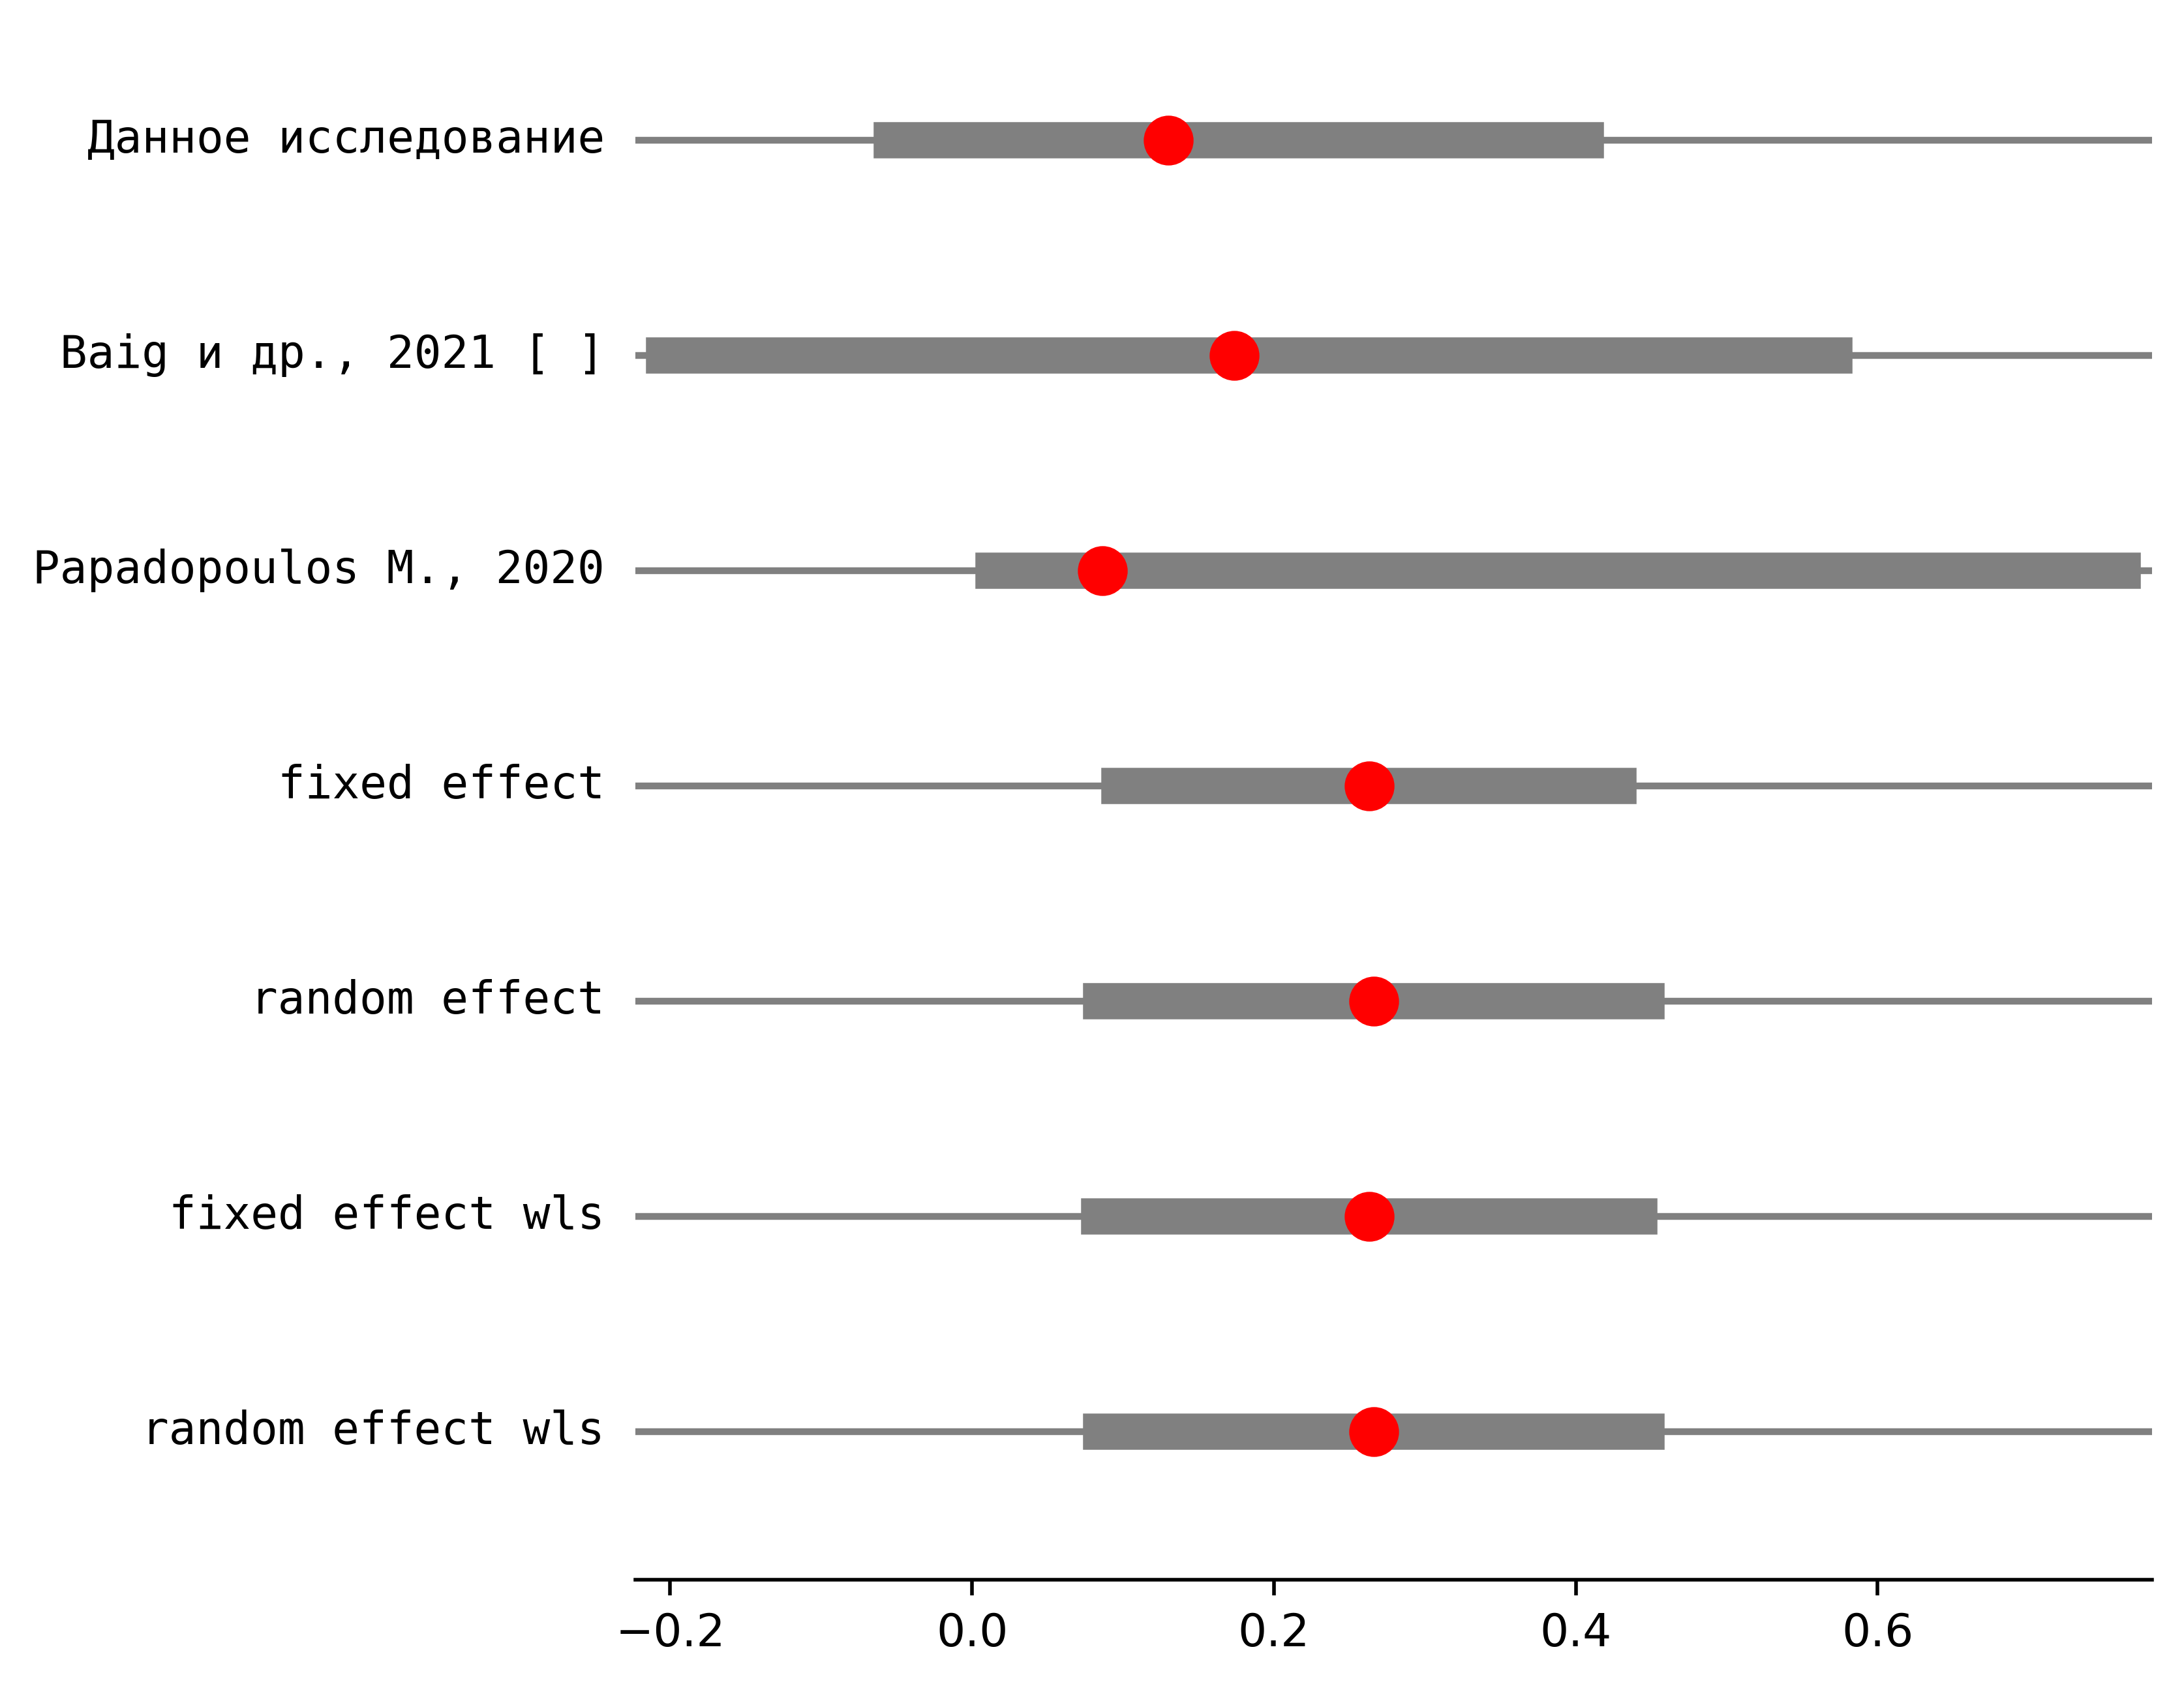 Данное исследование
Baig и др., 2021 [ ]
Papadopoulos M., 2020
fixed effect
random effect
fixed effect wls
random effect wls
−0.2 0.0 0.2 0.4 0.6